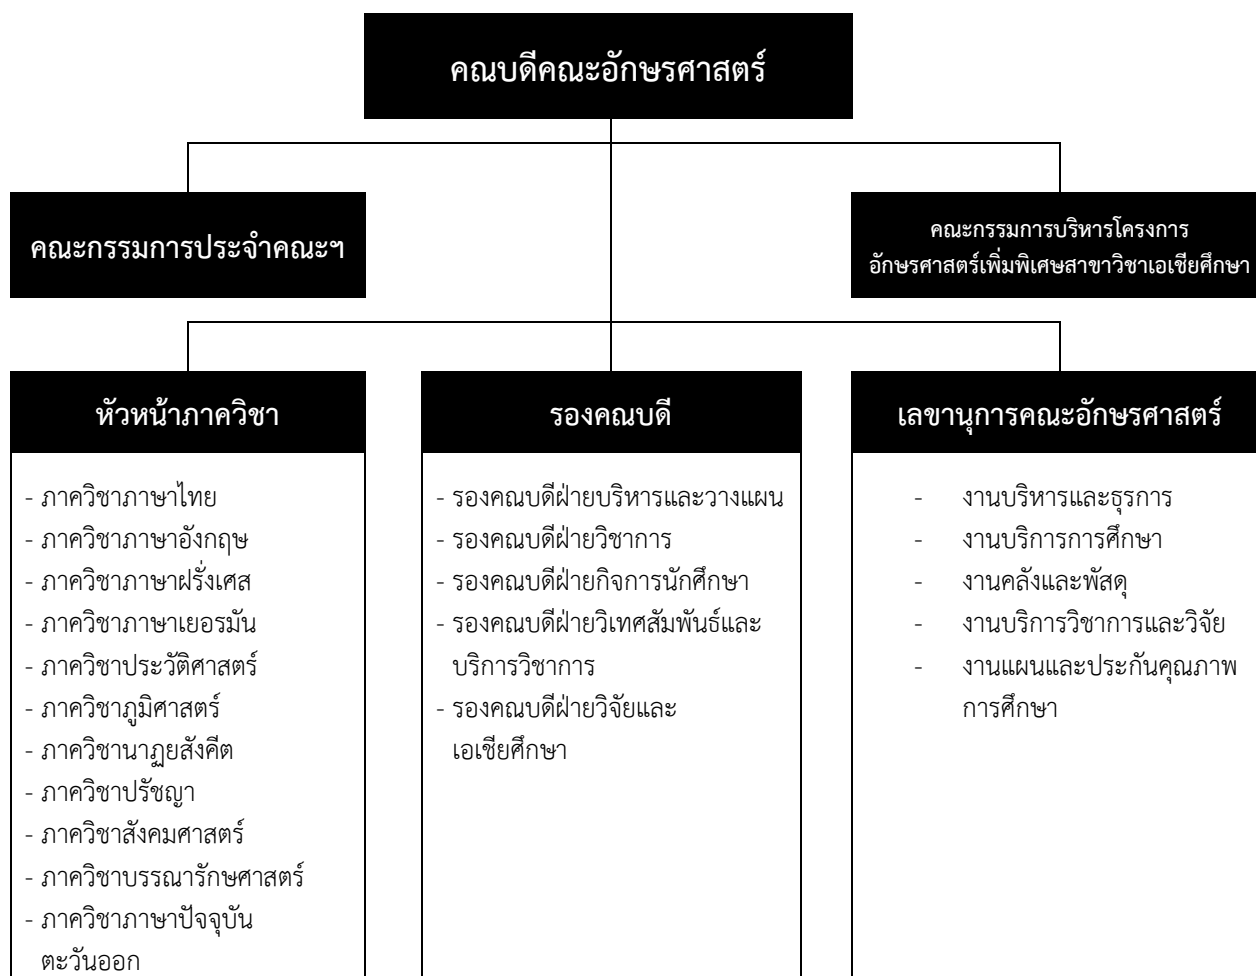 คณบดีคณะอักษรศาสตร์
คณะกรรมการประจำคณะฯ
คณะกรรมการบริหารโครงการ
อักษรศาสตร์เพิ่มพิเศษสาขาวิชาเอเชียศึกษา
หัวหน้าภาควิชา
- ภาควิชาภาษาไทย
- ภาควิชาภาษาอังกฤษ
- ภาควิชาภาษาฝรั่งเศส
- ภาควิชาภาษาเยอรมัน
- ภาควิชาประวัติศาสตร์
- ภาควิชาภูมิศาสตร์
- ภาควิชานาฏยสังคีต
- ภาควิชาปรัชญา
- ภาควิชาสังคมศาสตร์
- ภาควิชาบรรณารักษศาสตร์
- ภาควิชาภาษาปัจจุบัน
ตะวันออก
รองคณบดี
- รองคณบดีฝ่ายบริหารและวางแผน
- รองคณบดีฝ่ายวิชาการ
- รองคณบดีฝ่ายกิจการนักศึกษา
- รองคณบดีฝ่ายวิเทศสัมพันธ์และ
บริการวิชาการ
- รองคณบดีฝ่ายวิจัยและ
เอเชียศึกษา
เลขานุการคณะอักษรศาสตร์
- งานบริหารและธุรการ
- งานบริการการศึกษา
- งานคลังและพัสดุ
- งานบริการวิชาการและวิจัย
- งานแผนและประกันคุณภาพ
การศึกษา